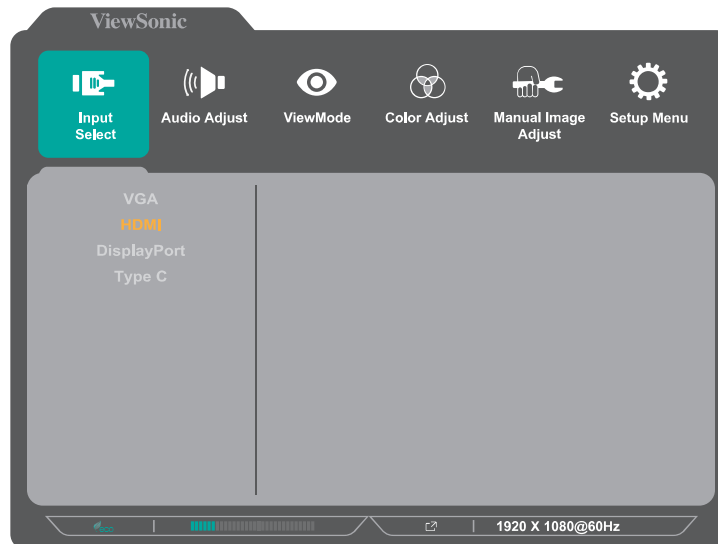 ViewSonic
Input
Select
Audio Adjust
ViewMode
Color Adjust
Manual Image
Adjust
Setup Menu
VGA
HDMI
DisplayPort
Type C
eco
1920 X 1080@60Hz